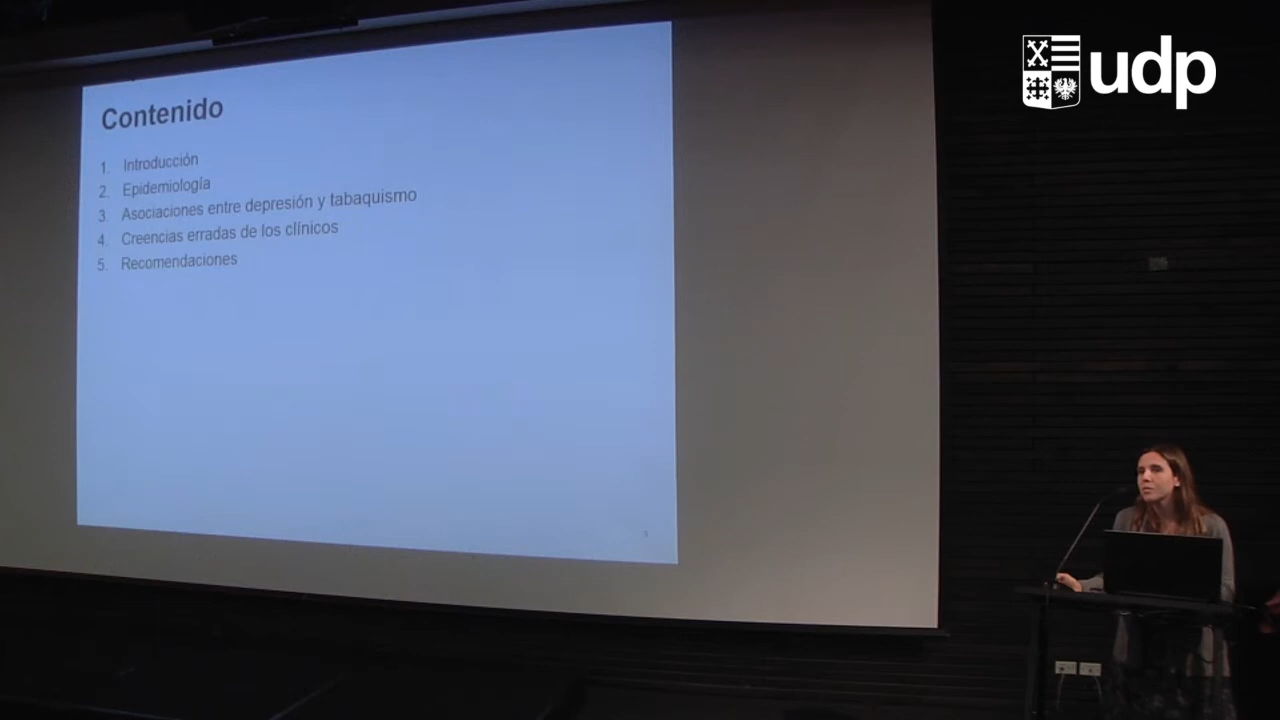 Contenido
1. Introducción
2. Epidemiología
3. Asociaciones entre depresión y tabaquismo
4. Creencias erradas de los clínicos
5. Recomendaciones
udp